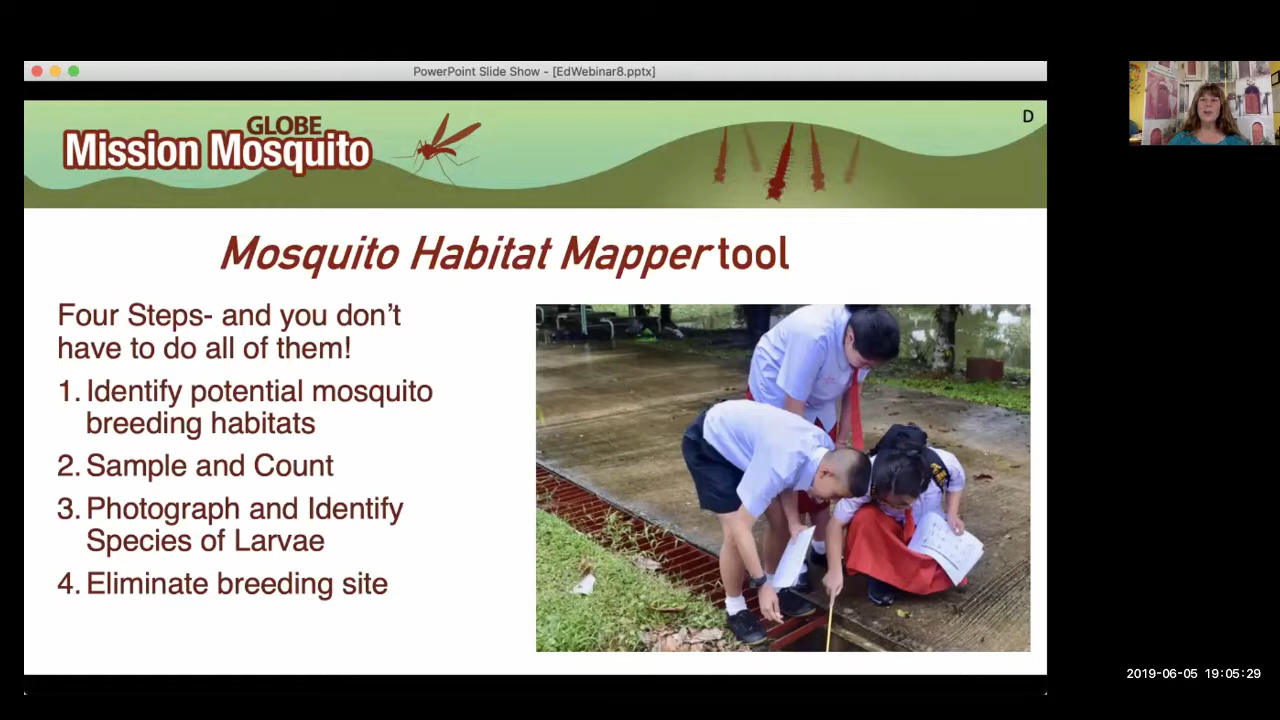 PowerPoint Slide Show - [EdWebinar8.pptx]
GLOBE
Mission Mosquito
D
Mosquito Habitat Mapper tool
Four Steps- and you don't
have to do all of them!
1. Identify potential mosquito
breeding habitats
2. Sample and Count
3. Photograph and Identify
Species of Larvae
4. Eliminate breeding site
2019-06-05 19:05:29